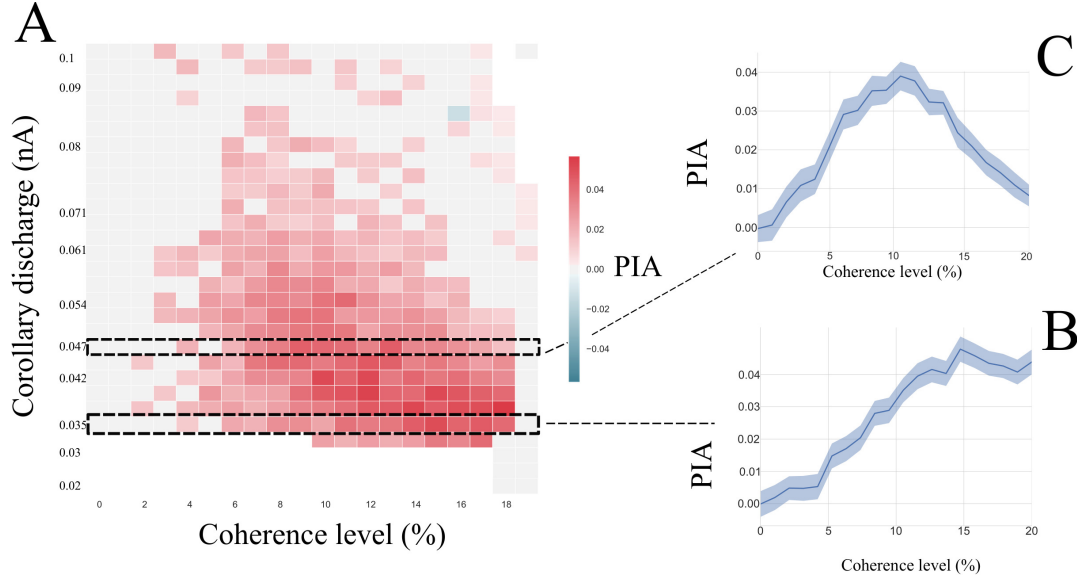 A
Corollary discharge (nA)
0.1
0.09
0.08
0.071
0.061
0.054
0.047
0.042
0.035
0.03
0.02
0 2 4 6 8 10 12 14 16 18
Coherence level (%)
0.04
0.02
0.00
−0.02
−0.04
PIA
C
PIA
0.04
0.03
0.02
0.01
0.00
0 5 10 15 20
Coherence level (%)
B
PIA
0.04
0.03
0.02
0.01
0.00
0 5 10 15 20
Coherence level (%)